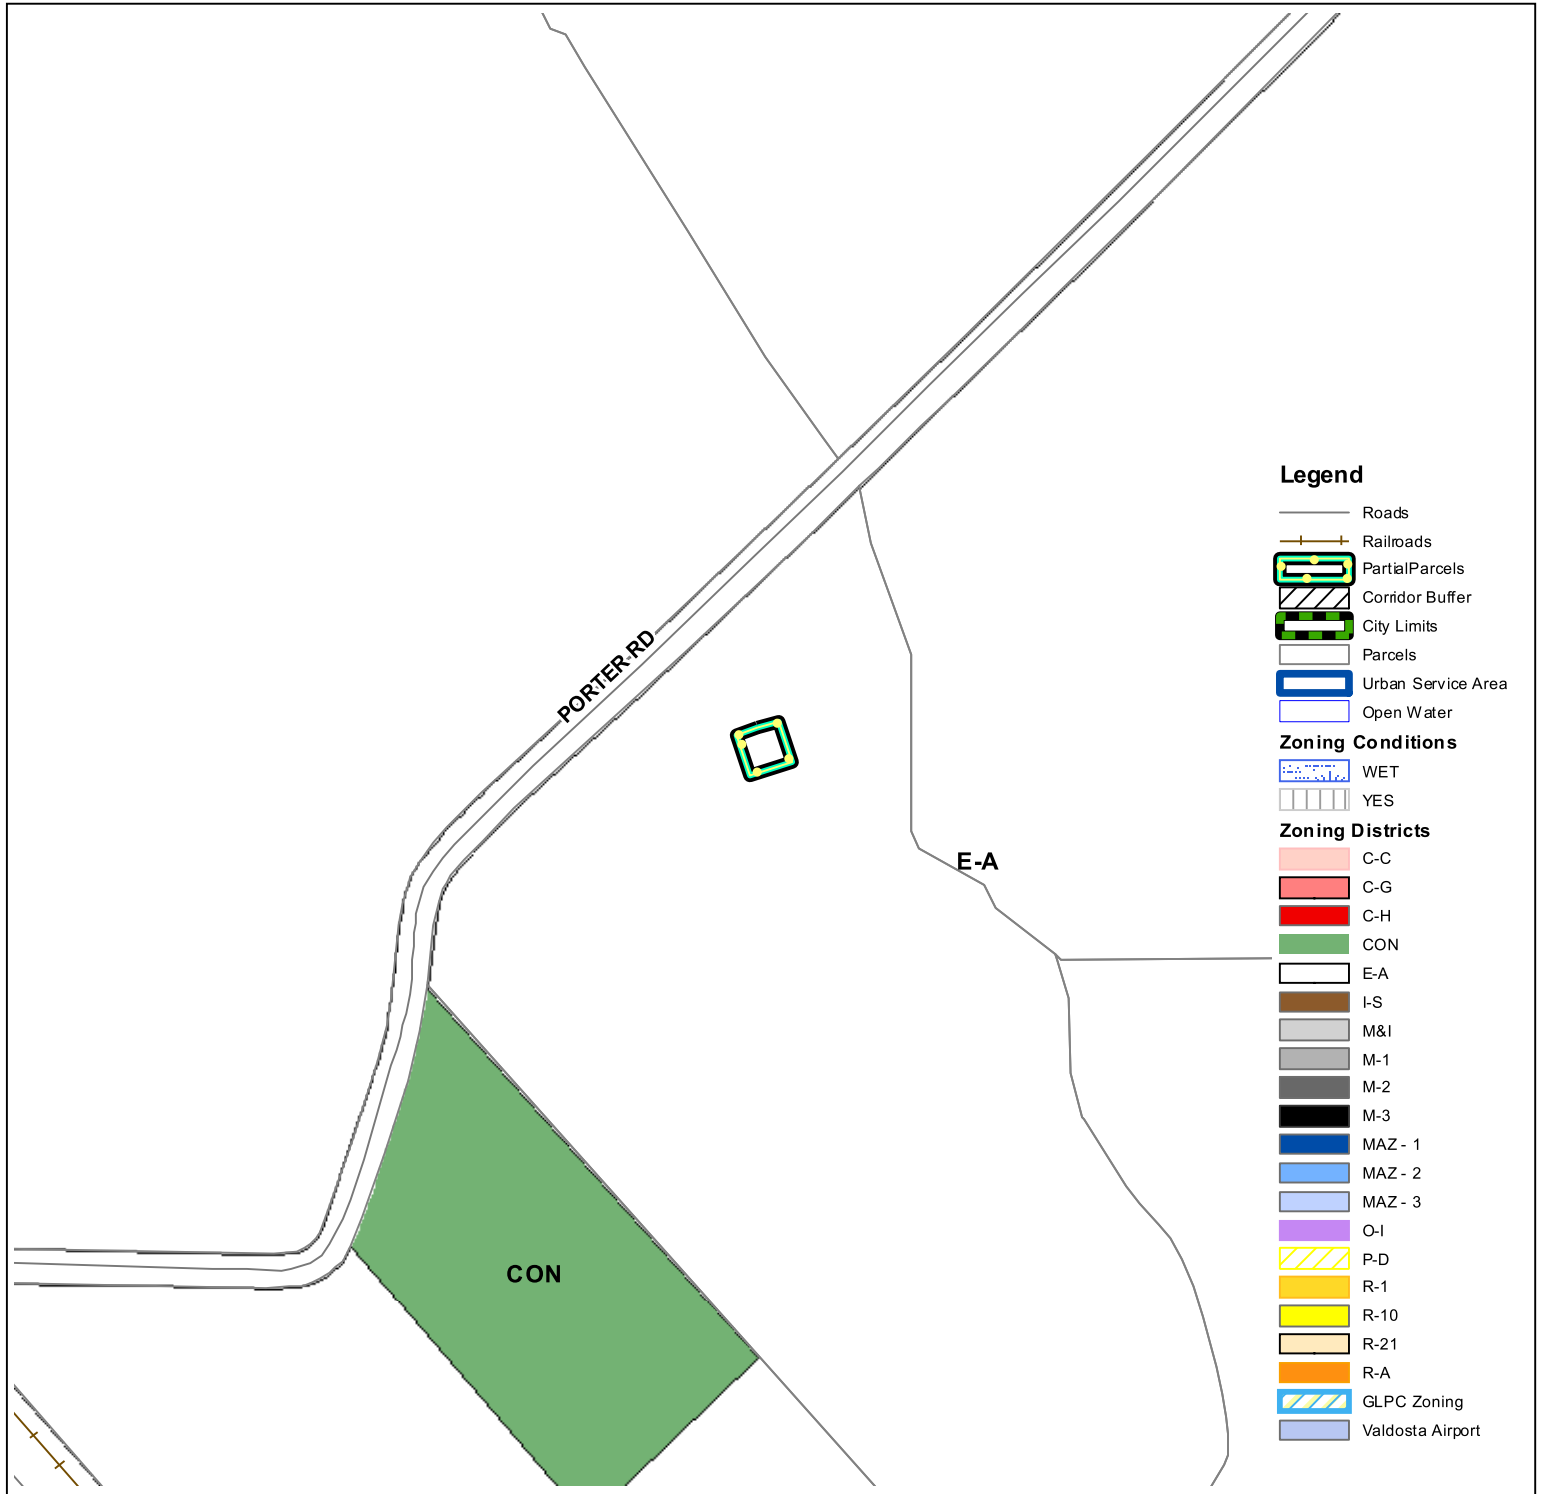 PORTER RD
E-A
CON
Legend
Roads
Railroads
PartialParcels
Corridor Buffer
City Limits
Parcels
Urban Service Area
Open Water
Zoning Conditions
WET
YES
Zoning Districts
C-C
C-G
C-H
CON
E-A
I-S
M&I
M-1
M-2
M-3
MAZ - 1
MAZ - 2
MAZ - 3
O-I
P-D
R-1
R-10
R-21
R-A
GLPC Zoning
Valdosta Airport